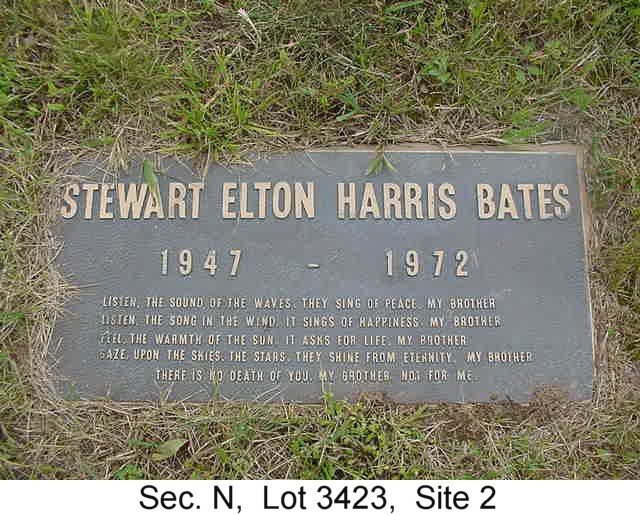 STEWART ELTON HARRIS BATES
1947 - 1972
LISTEN, THE SOUND OF THE WAVES. THEY SING OF PEACE, MY BROTHER
LISTEN, THE SONG IN THE WIND. IT SINGS OF HAPPINESS, MY BROTHER
FEEL, THE WARMTH OF THE SUN. IT ASKS FOR LIFE, MY BROTHER
GAZE, UPON THE SKIES, THE STARS. THEY SHINE FROM ETERNITY, MY BROTHER
THERE IS NO DEATH OF YOU, MY BROTHER, NOT FOR ME.
Sec. N, Lot 3423, Site 2